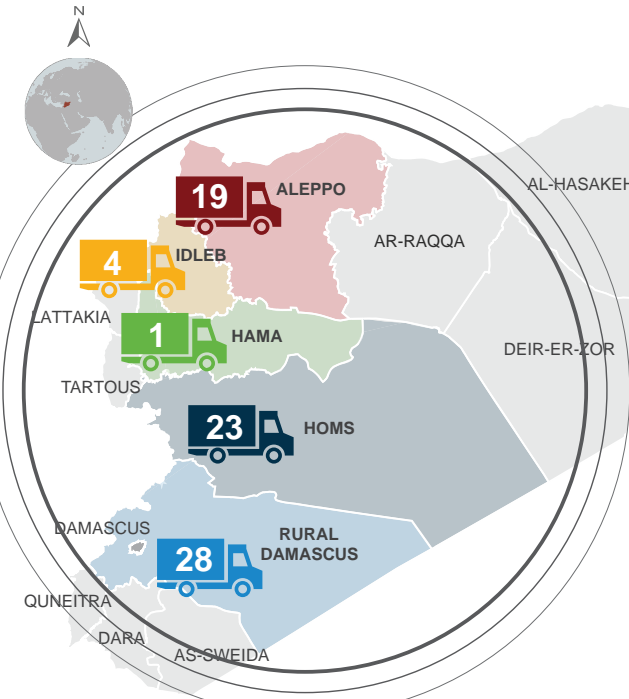 N
19
ALEPPO
AL-HASAKEH
AR-RAQQA
4
IDLEB
LATTAKIA
1
HAMA
DEIR-ER-ZOR
TARTOUS
23
HOMS
DAMASCUS
RURAL
DAMASCUS
28
QUNEITRA
DARA
AS-SWEIDA